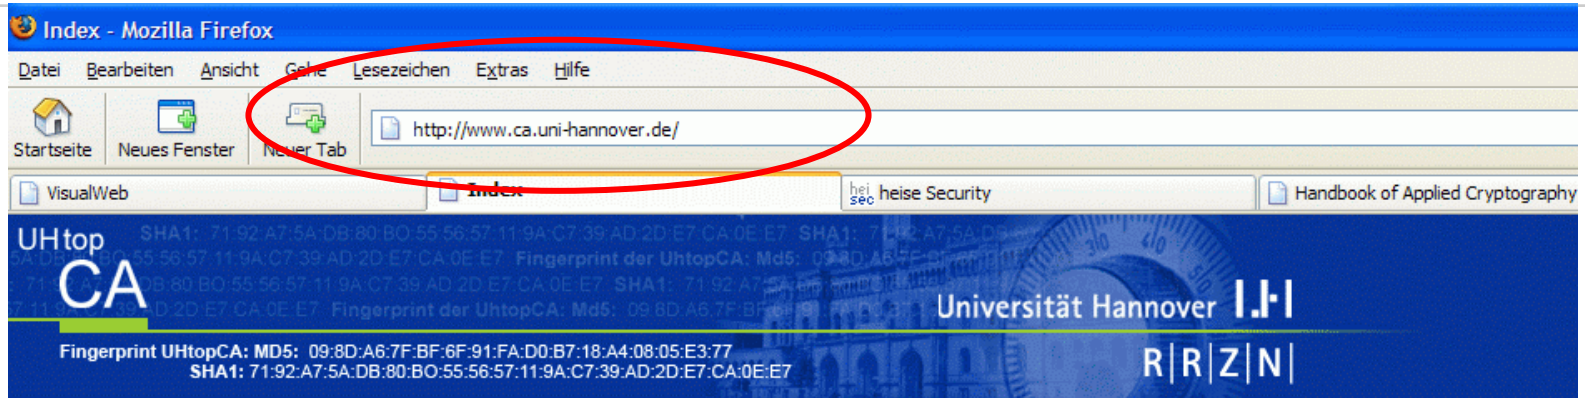 Index - Mozilla Firefox
Datei Bearbeiten Ansicht Gehe Lesezeichen Extras Hilfe
http://www.ca.uni-hannover.de/
Startseite Neues Fenster Neuer Tab
VisualWeb Index hei sec heise Security Handbook of Applied Cryptography
UHtop
CA
Universität Hannover
Fingerprint UHtopCA: MD5: 09:8D:A6:7F:BF:6F:91:FA:D0:B7:18:A4:08:05:E3:77
SHA1: 71:92:A7:5A:DB:80:BO:55:56:57:11:9A:C7:39:AD:2D:E7:CA:0E:E7
R|R|Z|N|